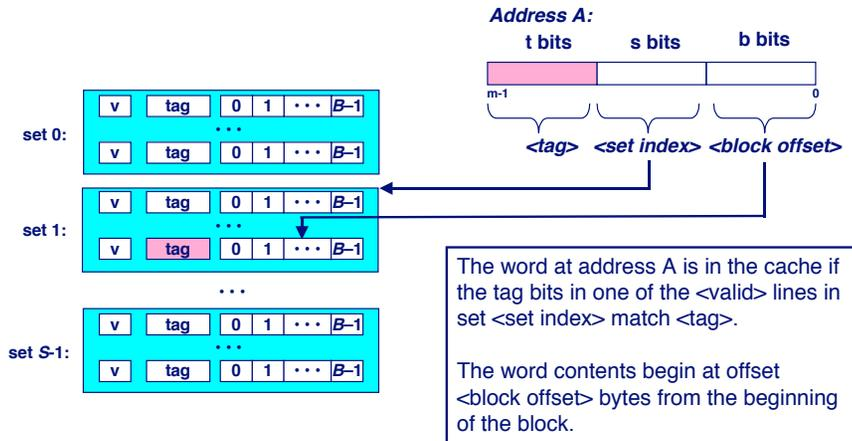 Address A:
t bits s bits b bits
m-1 0
<tag> <set index> <block offset>
set 0:
v tag 0 1 • • • B–1
• • •
v tag 0 1 • • • B–1
set 1:
v tag 0 1 • • • B–1
• • •
v tag 0 1 • • • B–1
• • •
set S-1:
v tag 0 1 • • • B–1
• • •
v tag 0 1 • • • B–1
The word at address A is in the cache if
the tag bits in one of the <valid> lines in
set <set index> match <tag>.
The word contents begin at offset
<block offset> bytes from the beginning
of the block.